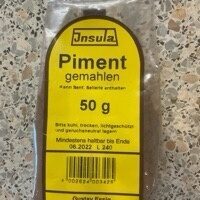 Insula
Piment
gemahlen
Kann Senf, Sellerie enthalten
50 g
Bitte kühl, trocken, lichtgeschützt
und geruchsneutral lagern
Mindestens haltbar bis Ende
06.2022 L 240